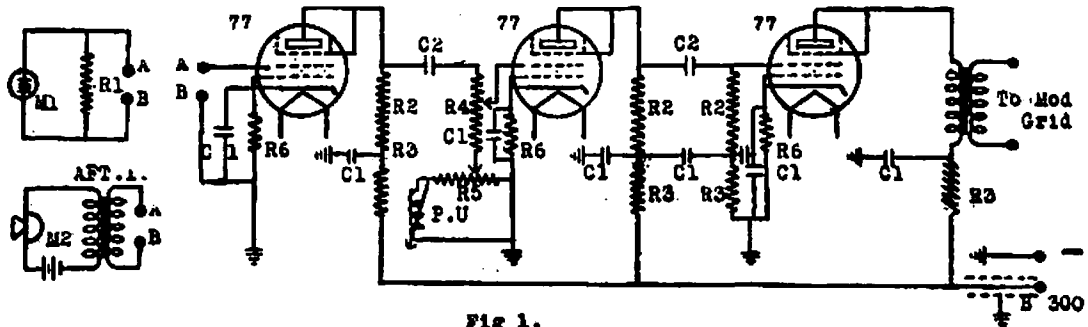 77
77
77
M1
R1
A
B
A
B
C 1
R6
C2
R2
R3
C1
R4
C1
R5
P.U
R6
C2
R2
R3
C1
C1
R2
R3
R6
C1
C1
R3
To Mod
Grid
AFT.1.
M2
A
B
B 300
Fig 1.